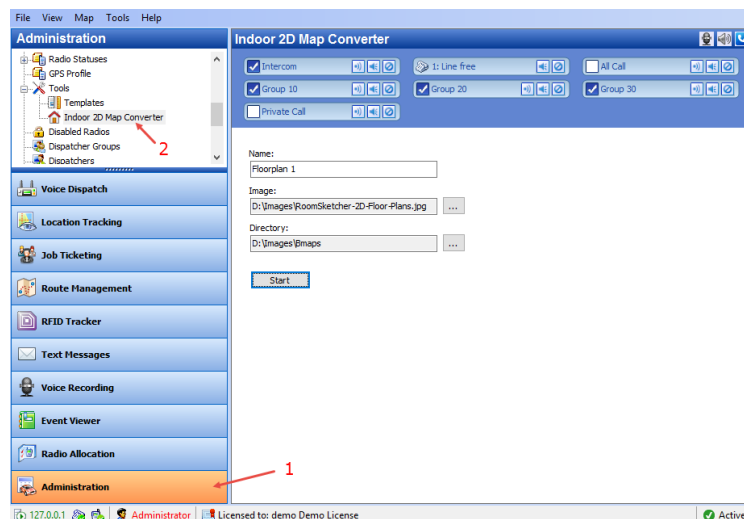 File View Map Tools Help
Administration
Indoor 2D Map Converter
Radio Statuses
GPS Profile
Tools
Templates
Indoor 2D Map Converter
Disabled Radios
Dispatcher Groups
Dispatchers
2
Intercom
1: Line free
All Call
Group 10
Group 20
Group 30
Private Call
Name:
Floorplan 1
Image:
D:\Images\RoomSketcher-2D-Floor-Plans.jpg
...
Directory:
D:\Images\Bmaps
...
Start
Voice Dispatch
Location Tracking
Job Ticketing
Route Management
RFID Tracker
Text Messages
Voice Recording
Event Viewer
Radio Allocation
Administration
1
127.0.0.1
Administrator
Licensed to: demo Demo License
Active